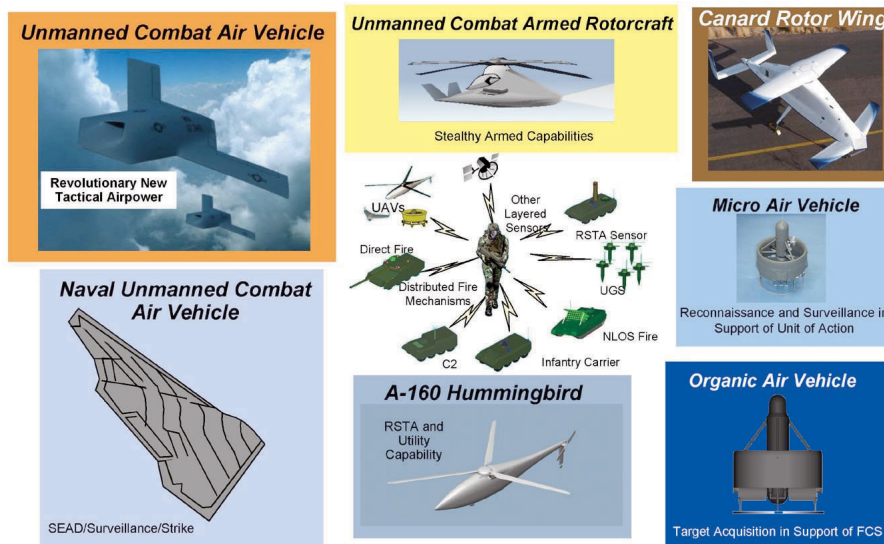 Unmanned Combat Air Vehicle
Revolutionary New
Tactical Airpower
Unmanned Combat Armed Rotorcraft
Stealthy Armed Capabilities
Canard Rotor Wing
UAVs
Other
Layered
Sensors
RSTA Sensor
Direct Fire
Distributed Fire
Mechanisms
UGS
NLOS Fire
C2
Infantry Carrier
Micro Air Vehicle
Reconnaissance and Surveillance in
Support of Unit of Action
Naval Unmanned Combat
Air Vehicle
SEAD/Surveillance/Strike
A-160 Hummingbird
RSTA and
Utility
Capability
Organic Air Vehicle
Target Acquisition in Support of FCS